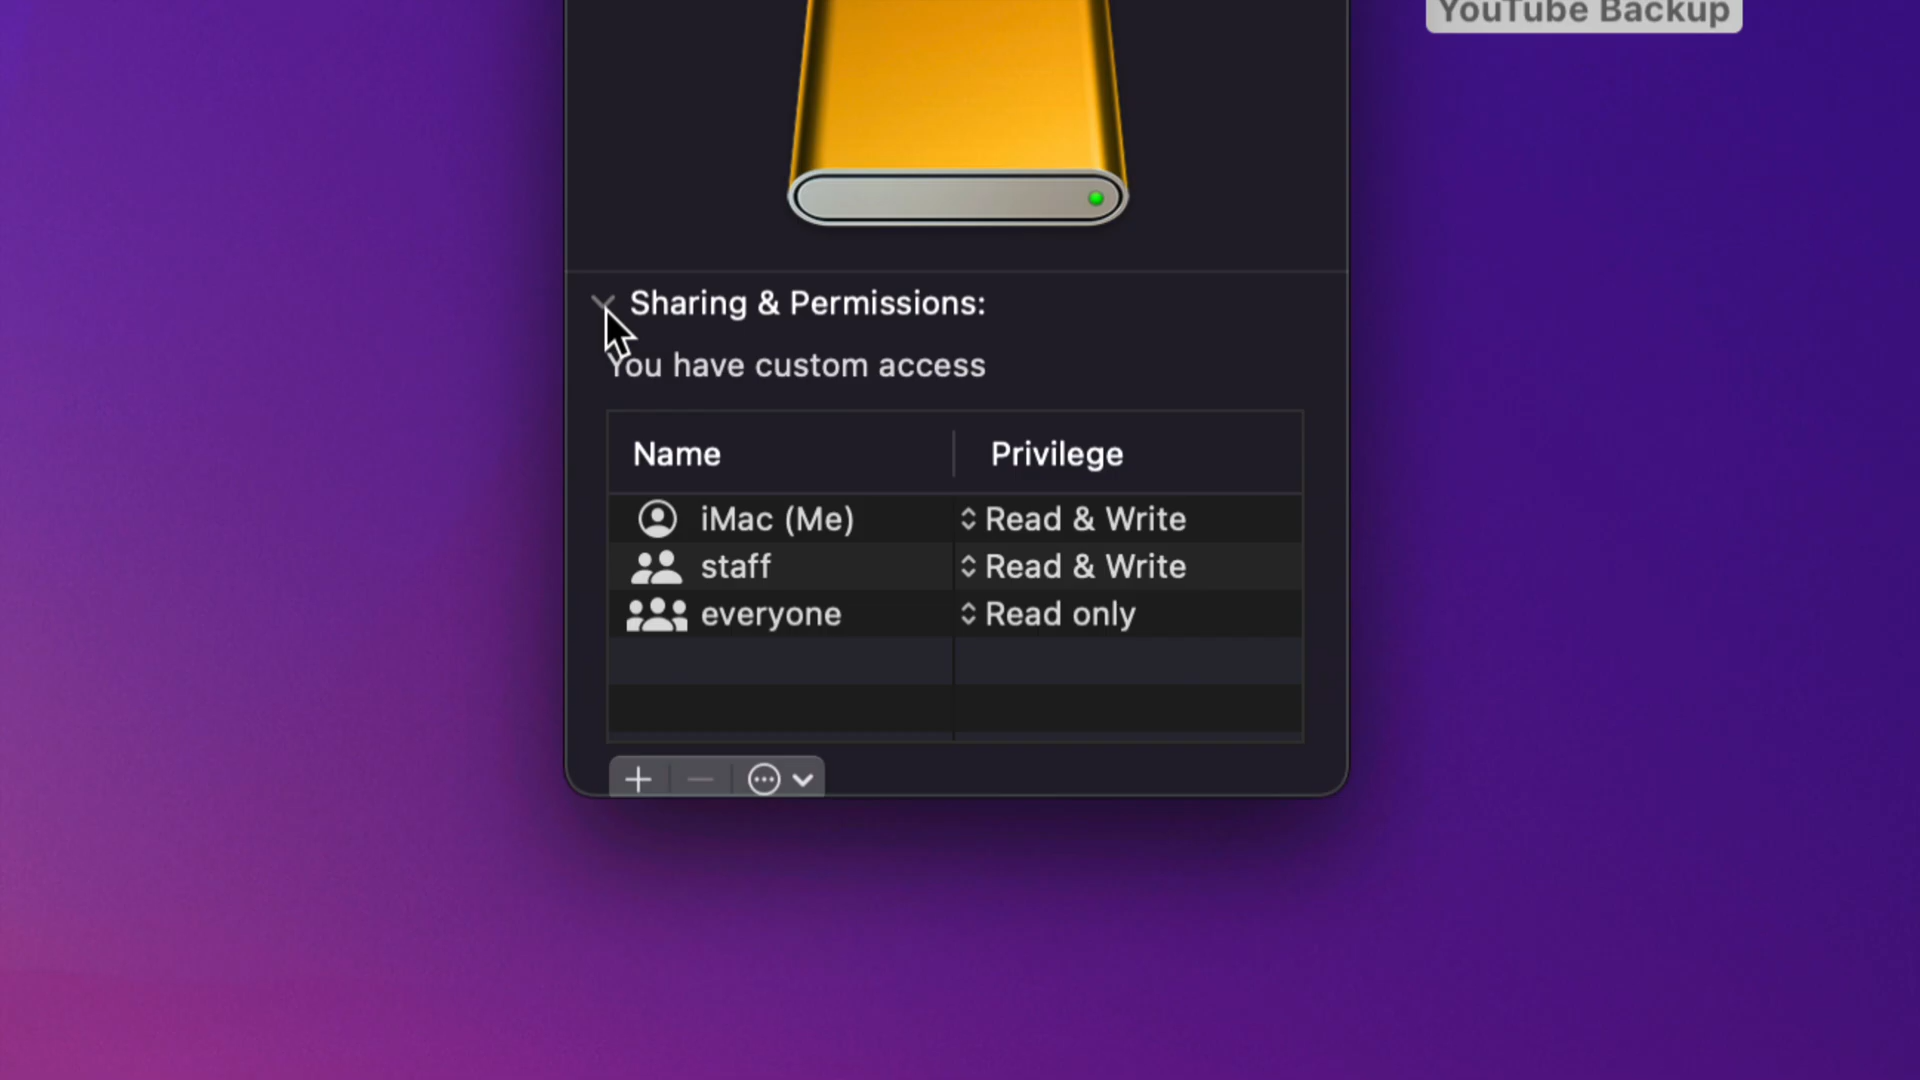 YouTube Backup
Sharing & Permissions:
You have custom access
Name Privilege
iMac (Me) Read & Write
staff Read & Write
everyone Read only